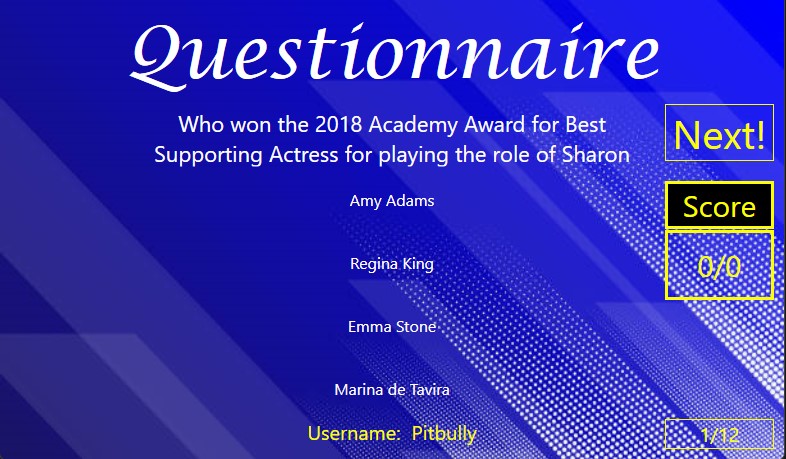 Questionnaire
Who won the 2018 Academy Award for Best
Supporting Actress for playing the role of Sharon
Next!
Amy Adams
Score
Regina King
0/0
Emma Stone
Marina de Tavira
Username: Pitbully
1/12